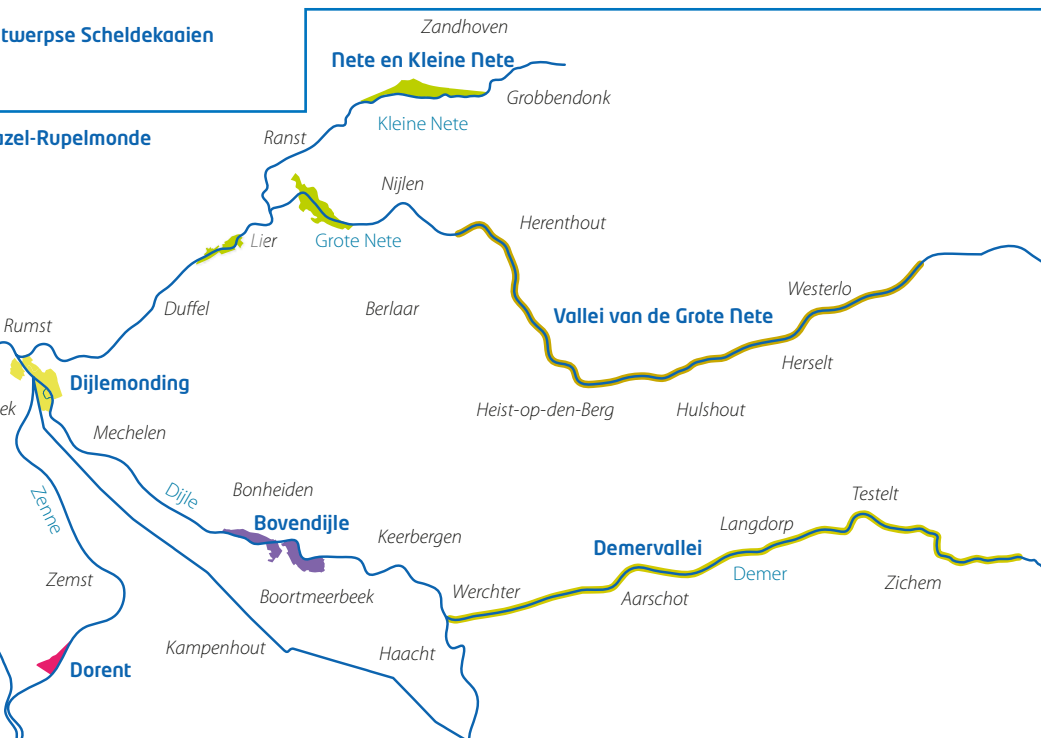 twerpse Scheldekaaien
Zandhoven
Nete en Kleine Nete
Grobbendonk
Kleine Nete
azel-Rupelmonde
Ranst
Nijlen
Herenthout
Lier
Grote Nete
Westerlo
Duffel
Berlaar
Vallei van de Grote Nete
Rumst
Herselt
Dijlemonding
ek
Heist-op-den-Berg
Hulshout
Mechelen
Dijle
Bonheiden
Testelt
Zenne
Bovendijle
Langdorp
Keerbergen
Demervallei
Demer
Zemst
Zichem
Boortmeerbeek
Werchter
Aarschot
Kampenhout
Haacht
Dorent